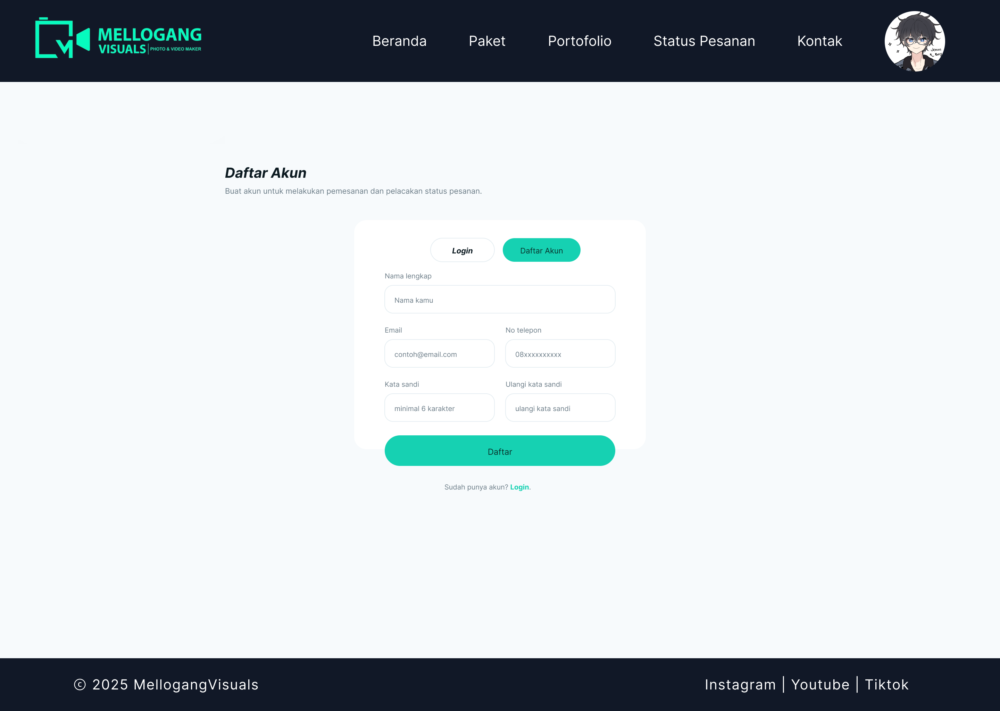 MELLOGANG
VISUALS | PHOTO & VIDEO MAKER
Beranda Paket Portofolio Status Pesanan Kontak
Jenius
Boy
Daftar Akun
Buat akun untuk melakukan pemesanan dan pelacakan status pesanan.
Login Daftar Akun
Nama lengkap
Nama kamu
Email No telepon
contoh@email.com 08xxxxxxxxxx
Kata sandi Ulangi kata sandi
minimal 6 karakter ulangi kata sandi
Daftar
Sudah punya akun? Login.
© 2025 MellogangVisuals Instagram | Youtube | Tiktok